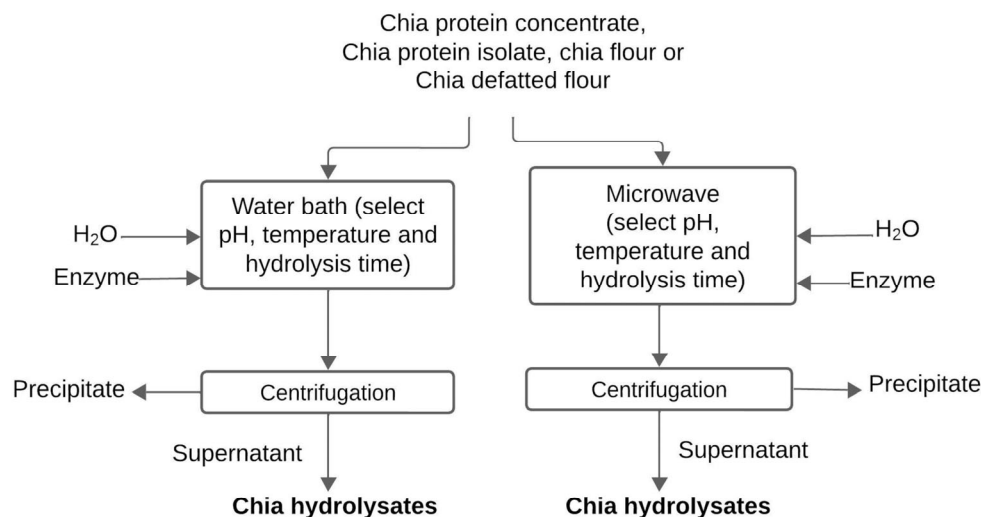 Chia protein concentrate,
Chia protein isolate, chia flour or
Chia defatted flour
Water bath (select
pH, temperature and
hydrolysis time)
H₂O
Enzyme
Microwave
(select pH,
temperature and
hydrolysis time)
H₂O
Enzyme
Precipitate
Centrifugation
Centrifugation
Precipitate
Supernatant
Supernatant
Chia hydrolysates
Chia hydrolysates